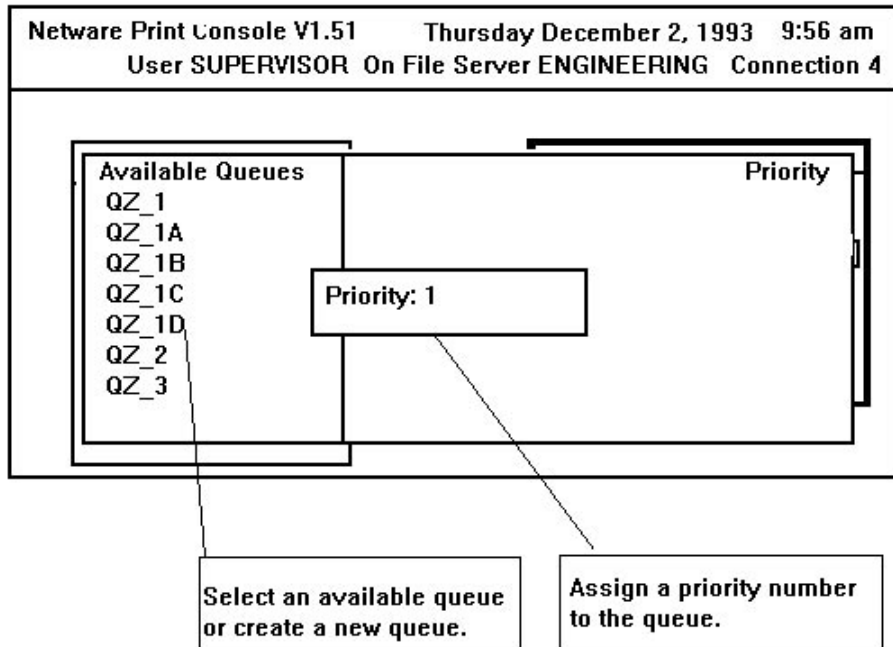 Netware Print Console V1.51 Thursday December 2, 1993 9:56 am
User SUPERVISOR On File Server ENGINEERING Connection 4
Available Queues Priority
QZ_1
QZ_1A
QZ_1B
QZ_1C
QZ_1D
QZ_2
QZ_3
Priority: 1
Select an available queue
or create a new queue.
Assign a priority number
to the queue.